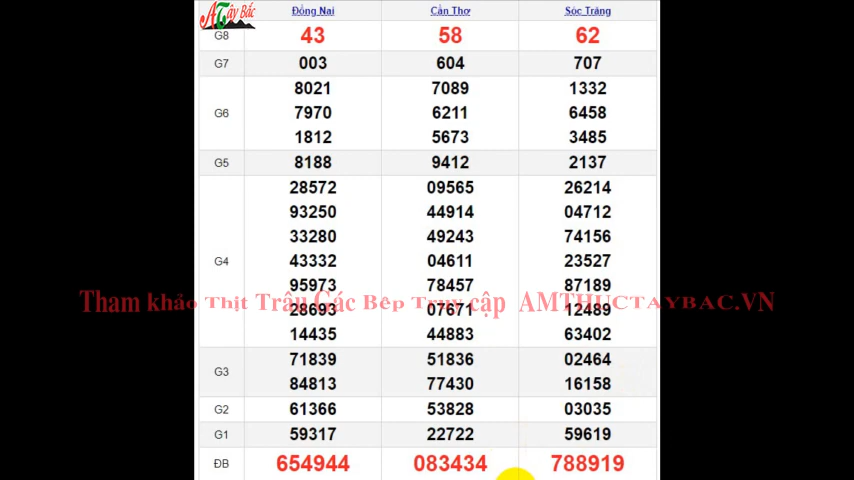 ATây Bắc
Đồng Nai Cần Thơ Sóc Trăng
G8 43 58 62
G7 003 604 707
8021 7089 1332
G6 7970 6211 6458
1812 5673 3485
G5 8188 9412 2137
28572 09565 26214
93250 44914 04712
33280 49243 74156
G4 43332 04611 23527
95973 78457 87189
Tham khảo Thịt Trâu Gác Bếp Truy cập AMTHUCTAYBAC.VN
28693 07671 12489
14435 44883 63402
71839 51836 02464
G3
84813 77430 16158
G2 61366 53828 03035
G1 59317 22722 59619
ĐB 654944 083434 788919